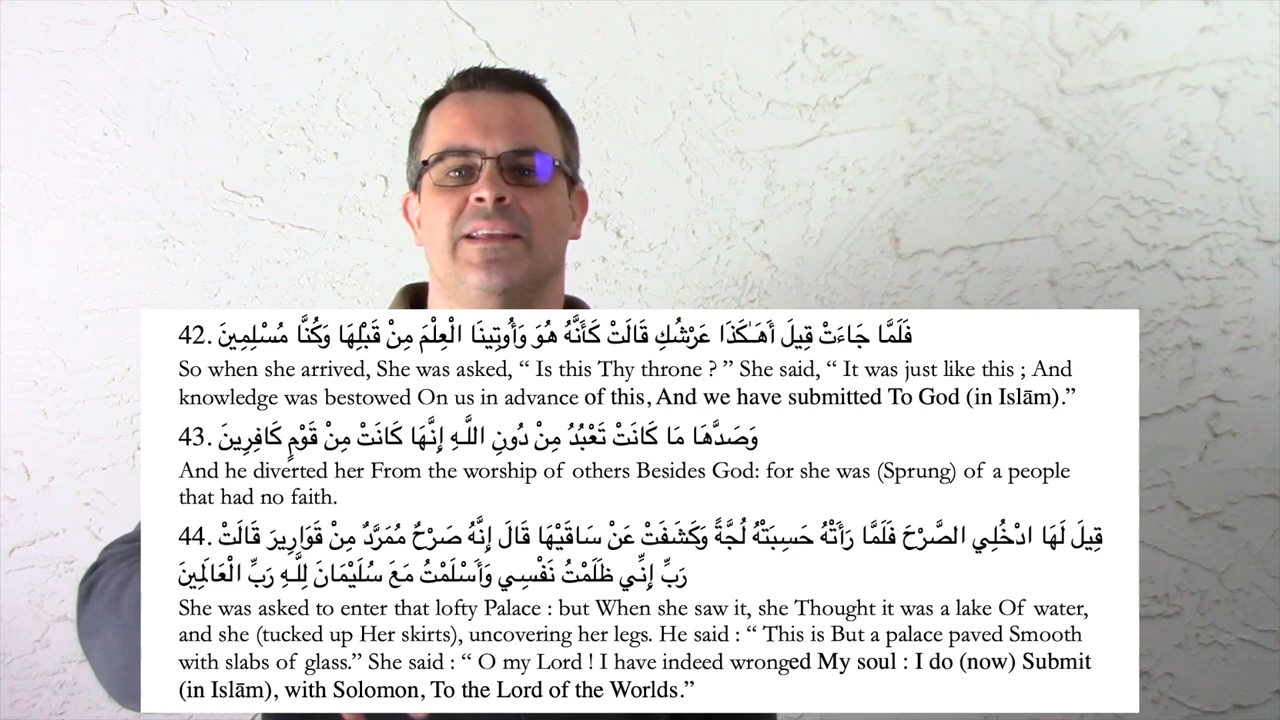 42. فَلَمَّا جَاءَتْ قِيلَ أَهَـٰكَذَا عَرْشُكِ قَالَتْ كَأَنَّهُ هُوَ وَأُوتِينَا الْعِلْمَ مِنْ قَبْلِهَا وَكُنَّا مُسْلِمِينَ
So when she arrived, She was asked, “ Is this Thy throne ? ” She said, “ It was just like this ; And
knowledge was bestowed On us in advance of this, And we have submitted To God (in Islām).”
43. وَصَدَّهَا مَا كَانَتْ تَعْبُدُ مِنْ دُونِ اللَّـهِ إِنَّهَا كَانَتْ مِنْ قَوْمٍ كَافِرِينَ
And he diverted her From the worship of others Besides God: for she was (Sprung) of a people
that had no faith.
44. قِيلَ لَهَا ادْخُلِي الصَّرْحَ فَلَمَّا رَأَتْهُ حَسِبَتْهُ لُجَّةً وَكَشَفَتْ عَنْ سَاقَيْهَا قَالَ إِنَّهُ صَرْحٌ مُمَرَّدٌ مِنْ قَوَارِيرَ قَالَتْ
رَبِّ إِنِّي ظَلَمْتُ نَفْسِي وَأَسْلَمْتُ مَعَ سُلَيْمَانَ لِلَّـهِ رَبِّ الْعَالَمِينَ
She was asked to enter that lofty Palace : but When she saw it, she Thought it was a lake Of water,
and she (tucked up Her skirts), uncovering her legs. He said : “ This is But a palace paved Smooth
with slabs of glass.” She said : “ O my Lord ! I have indeed wronged My soul : I do (now) Submit
(in Islām), with Solomon, To the Lord of the Worlds.”